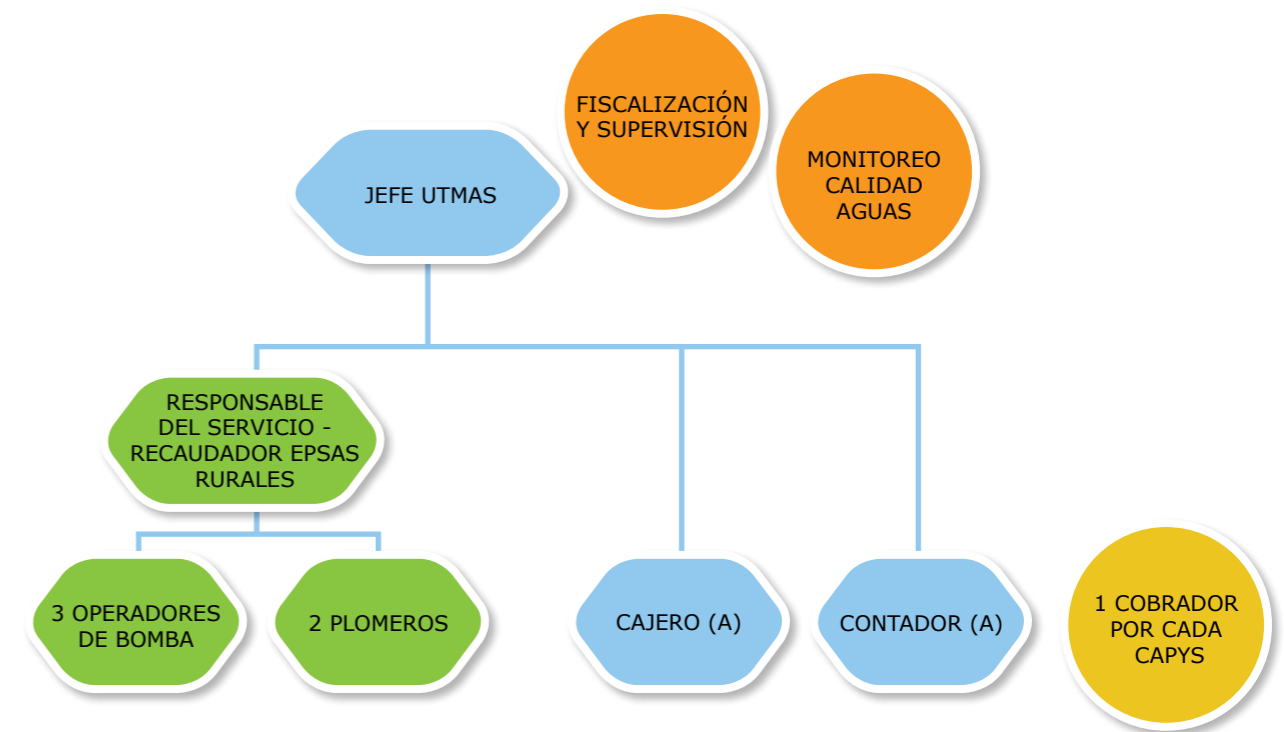 FISCALIZACIÓN
Y SUPERVISIÓN
MONITOREO
CALIDAD
AGUAS
JEFE UTMAS
RESPONSABLE
DEL SERVICIO -
RECAUDADOR EPSAS
RURALES
3 OPERADORES
DE BOMBA
2 PLOMEROS
CAJERO (A)
CONTADOR (A)
1 COBRADOR
POR CADA
CAPYS